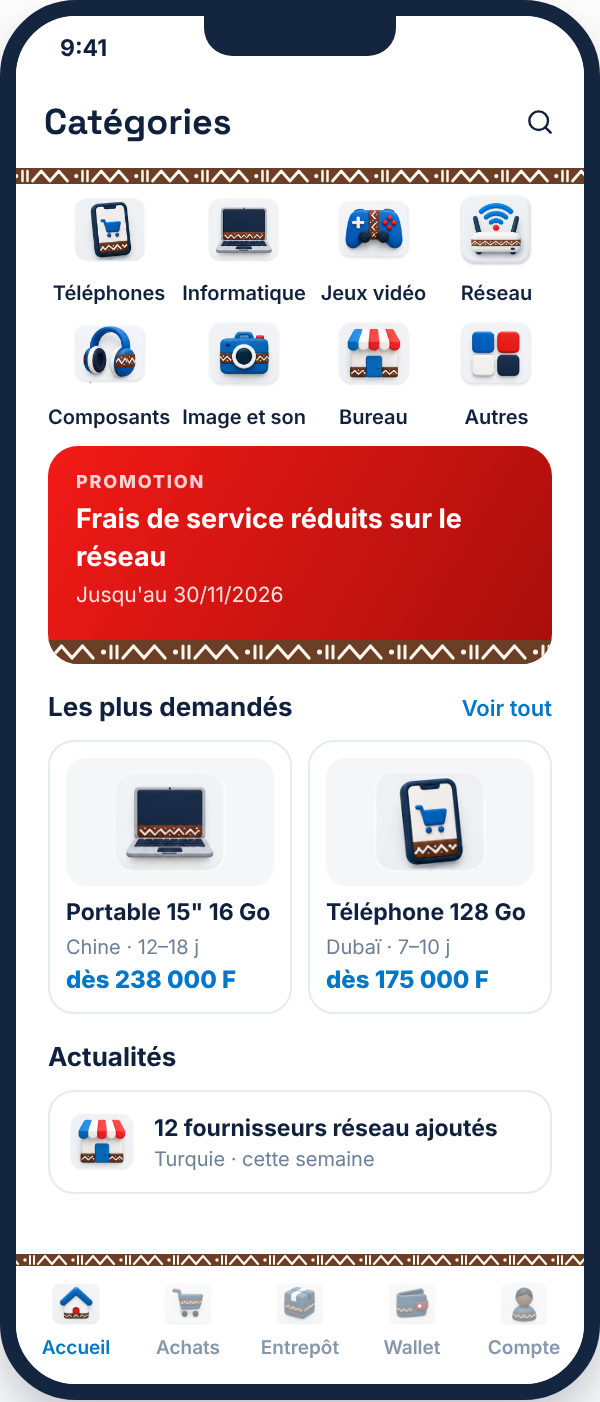 9:41
Catégories
Téléphones Informatique Jeux vidéo Réseau
Composants Image et son Bureau Autres
PROMOTION
Frais de service réduits sur le
réseau
Jusqu'au 30/11/2026
Les plus demandés Voir tout
Portable 15" 16 Go
Chine · 12–18 j
dès 238 000 F
Téléphone 128 Go
Dubaï · 7–10 j
dès 175 000 F
Actualités
12 fournisseurs réseau ajoutés
Turquie · cette semaine
Accueil Achats Entrepôt Wallet Compte